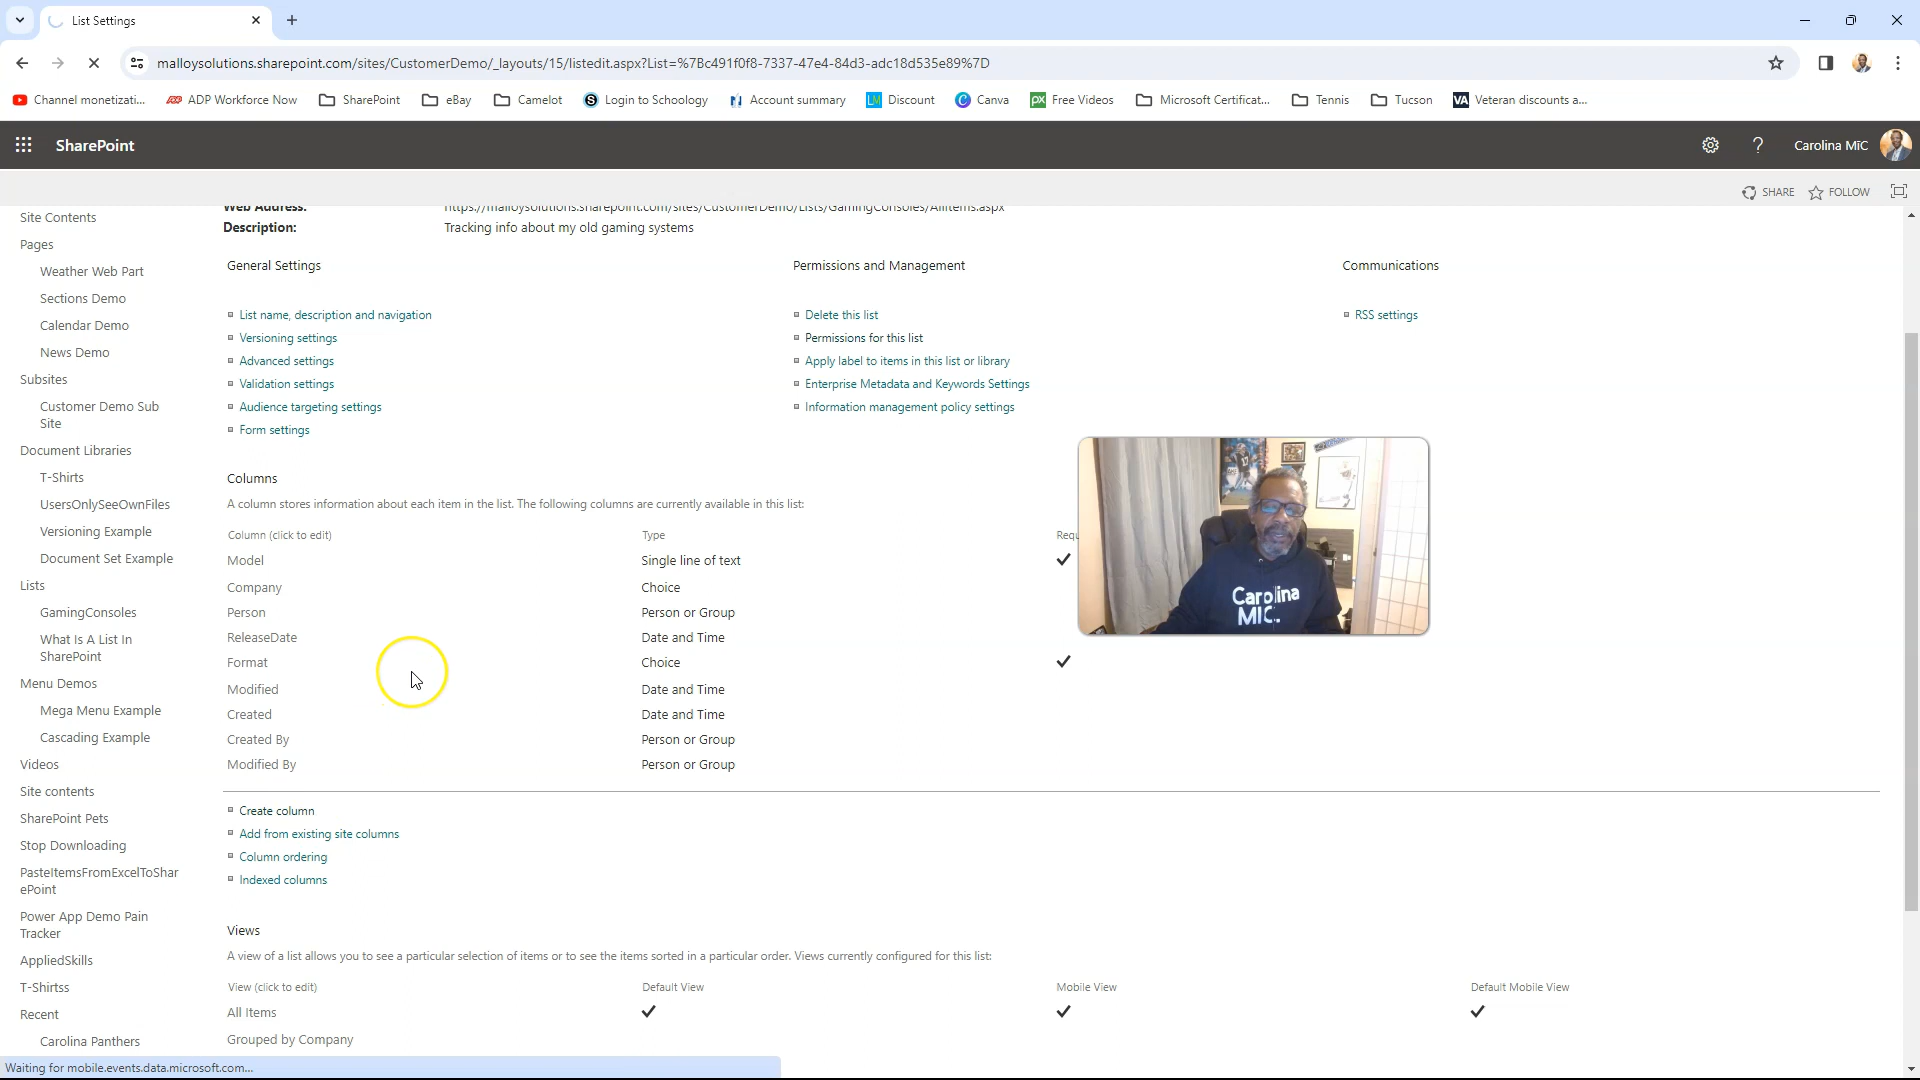 List Settings
malloysolutions.sharepoint.com/sites/CustomerDemo/_layouts/15/listedit.aspx?List=%7Bc491f0f8-7337-47e4-84d3-adc18d535e89%7D
Channel monetizati... ADP Workforce Now SharePoint eBay Camelot Login to Schoology Account summary Discount Canva Free Videos Microsoft Certificat... Tennis Tucson Veteran discounts a...
SharePoint
Carolina MiC
SHARE FOLLOW
Web Address: https://malloysolutions.sharepoint.com/sites/CustomerDemo/Lists/GamingConsoles/AllItems.aspx
Description: Tracking info about my old gaming systems
Site Contents
Pages
Weather Web Part
Sections Demo
Calendar Demo
News Demo
Subsites
Customer Demo Sub
Site
Document Libraries
T-Shirts
UsersOnlySeeOwnFiles
Versioning Example
Document Set Example
Lists
GamingConsoles
What Is A List In
SharePoint
Menu Demos
Mega Menu Example
Cascading Example
Videos
Site contents
SharePoint Pets
Stop Downloading
PasteItemsFromExcelToShar
ePoint
Power App Demo Pain
Tracker
AppliedSkills
T-Shirtss
Recent
Carolina Panthers
General Settings
List name, description and navigation
Versioning settings
Advanced settings
Validation settings
Audience targeting settings
Form settings
Permissions and Management
Delete this list
Permissions for this list
Apply label to items in this list or library
Enterprise Metadata and Keywords Settings
Information management policy settings
Communications
RSS settings
Columns
A column stores information about each item in the list. The following columns are currently available in this list:
Column (click to edit) Type
Model Single line of text
Company Choice
Person Person or Group
ReleaseDate Date and Time
Format Choice
Modified Date and Time
Created Date and Time
Created By Person or Group
Modified By Person or Group
Carolina
MIC.
Create column
Add from existing site columns
Column ordering
Indexed columns
Views
A view of a list allows you to see a particular selection of items or to see the items sorted in a particular order. Views currently configured for this list:
View (click to edit) Default View Mobile View Default Mobile View
All Items
Grouped by Company
Waiting for mobile.events.data.microsoft.com...